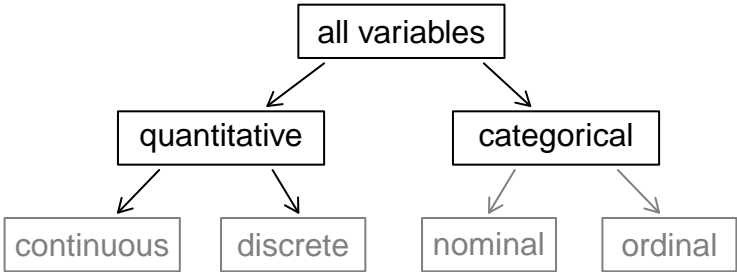 all variables
quantitative
categorical
continuous
discrete
nominal
ordinal